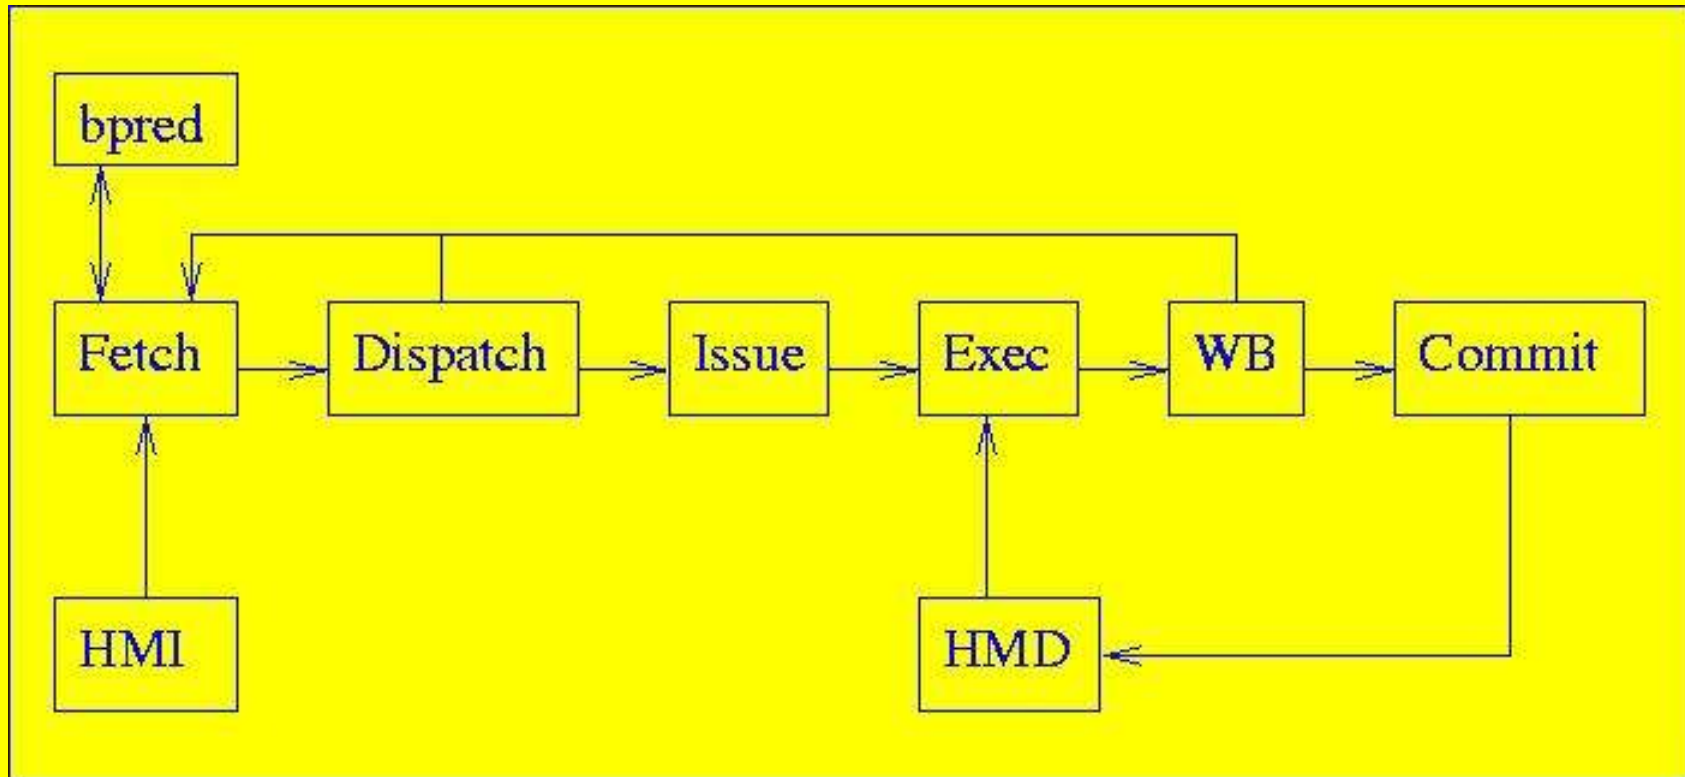 bpred
Fetch
Dispatch
Issue
Exec
WB
Commit
HMI
HMD